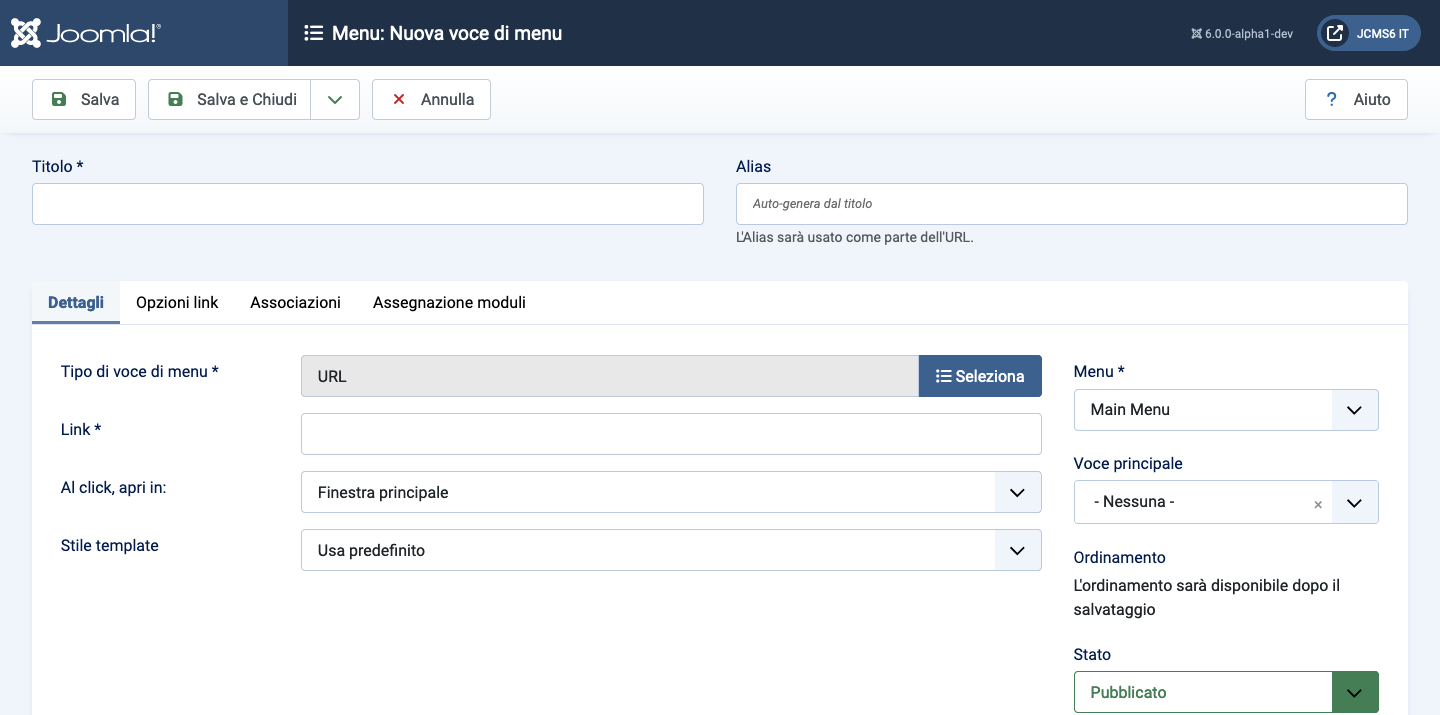 Joomla!®
Menu: Nuova voce di menu
6.0.0-alpha1-dev
JCMS6 IT
Salva
Salva e Chiudi
Annulla
? Aiuto
Titolo *
Alias
Auto-genera dal titolo
L'Alias sarà usato come parte dell'URL.
Dettagli
Opzioni link
Associazioni
Assegnazione moduli
Tipo di voce di menu *
URL
Seleziona
Link *
Al click, apri in:
Finestra principale
Stile template
Usa predefinito
Menu *
Main Menu
Voce principale
- Nessuna -
×
Ordinamento
L'ordinamento sarà disponibile dopo il
salvataggio
Stato
Pubblicato